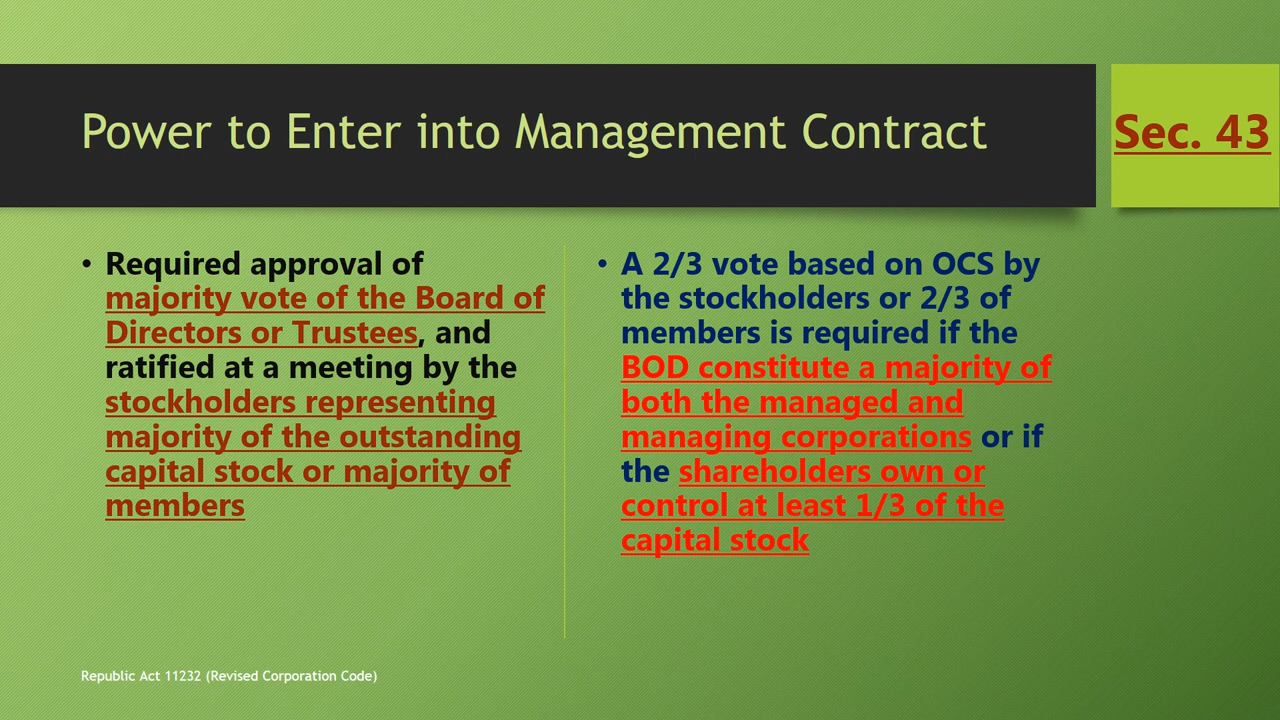 Power to Enter into Management Contract
Sec. 43
• Required approval of
majority vote of the Board of
Directors or Trustees, and
ratified at a meeting by the
stockholders representing
majority of the outstanding
capital stock or majority of
members
• A 2/3 vote based on OCS by
the stockholders or 2/3 of
members is required if the
BOD constitute a majority of
both the managed and
managing corporations or if
the shareholders own or
control at least 1/3 of the
capital stock
Republic Act 11232 (Revised Corporation Code)